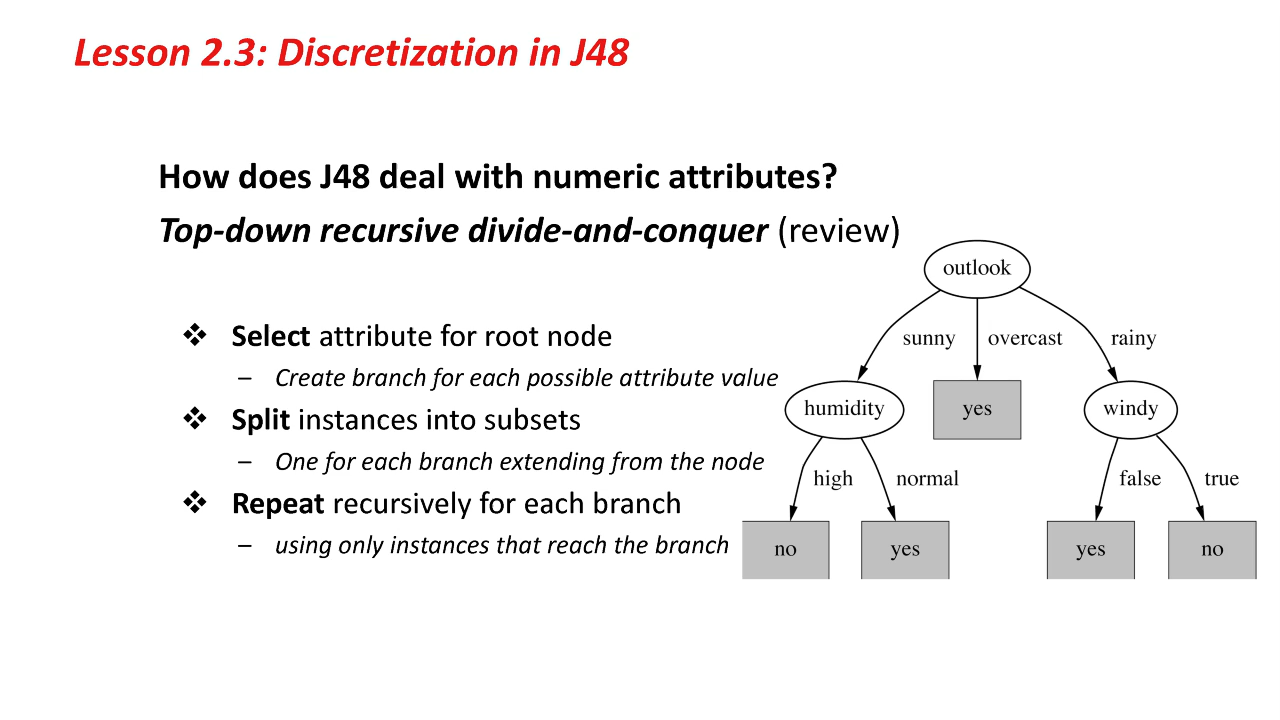 Lesson 2.3: Discretization in J48
How does J48 deal with numeric attributes?
Top-down recursive divide-and-conquer (review)
❖ Select attribute for root node
– Create branch for each possible attribute value
❖ Split instances into subsets
– One for each branch extending from the node
❖ Repeat recursively for each branch
– using only instances that reach the branch
outlook
sunny overcast rainy
humidity yes windy
high normal false true
no yes yes no